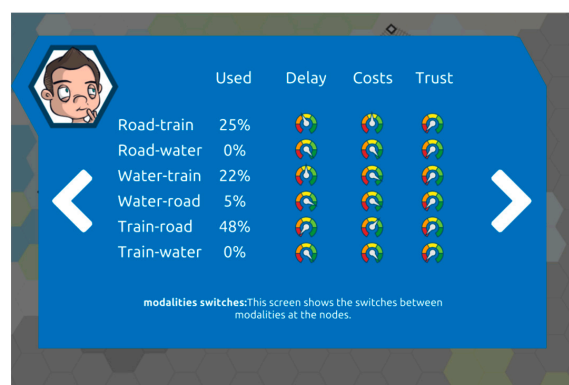 Used Delay Costs Trust
Road-train 25%
Road-water 0%
Water-train 22%
Water-road 5%
Train-road 48%
Train-water 0%
modalities switches:This screen shows the switches between
modalities at the nodes.